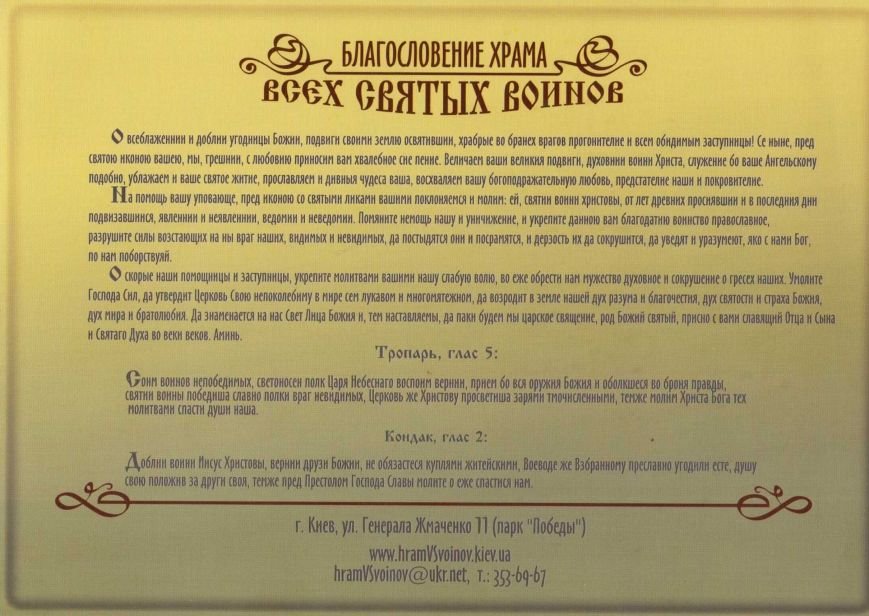 БЛАГОСЛОВЕНИЕ ХРАМА
ВСЕХ СВЯТЫХ ВОИНОВ
О всеблаженнии и доблии угодницы Божии, подвиги своими землю освятившии, храбрые во бранех врагов прогонителие и всем обидимым заступницы! Се ныне, пред
святою иконою вашею, мы, грешнии, с любовию приносим вам хвалебное сие пение. Величаем ваши великия подвиги, духовнии воини Христа, служение бо ваше Ангельскому
подобно, ублажаем и ваше святое житие, прославляем и дивныя чудеса ваша, восхваляем вашу богоподражательную любовь, предстателие наши и покровителие.
На помощь вашу уповающе, пред иконою со святыми ликами вашими поклоняемся и молим: ей, святии воини христовы, от лет древних просиявшии и в последния дни
подвизавшиися, явленнии и неявленнии, ведомии и неведомии. Помяните немощь нашу и уничижение, и укрепите данною вам благодатию воинство православное,
разрушите силы возстающих на ны враг наших, видимых и невидимых, да постыдятся они и посрамятся, и дерзость их да сокрушится, да уведят и уразумеют, яко с нами Бог,
по нам поборствуяй.
О скорые наши помощницы и заступницы, укрепите молитвами вашими нашу слабую волю, во еже обрести нам мужество духовное и сокрушение о гресех наших. Умолите
Господа Сил, да утвердит Церковь Свою непоколебиму в мире сем лукавом и многомятежном, да возродит в земле нашей дух разума и благочестия, дух святости и страха Божия,
дух мира и братолюбия. Да знаменается на нас Свет Лица Божия и, тем наставляемы, да паки будем мы царское священие, род Божий святый, присно с вами славящий Отца и Сына
и Святаго Духа во веки веков. Аминь.
Тропарь, глас 5:
Сонм воинов непобедимых, светоносен полк Царя Небеснаго воспоим вернии, прием бо вся оружия Божия и оболкшеся во броня правды,
святии воины победиша славно полки враг невидимых, Церковь же Христову просветиша зарями тмочисленными, темже молим Христа Бога тех
молитвами спасти души наша.
Кондак, глас 2:
Доблии воини Иисус Христовы, вернии друзи Божии, не обязастеся куплями житейскими, Воеводе же Взбранному преславно угодили есте, душу
свою положив за други своя, темже пред Престолом Господа Славы молите о еже спастися нам.
г. Киев, ул. Генерала Жмаченко 11 (парк "Победы")
www.hramVSvoinov.kiev.ua
hramVSvoinov@ukr.net, т.: 353-69-67